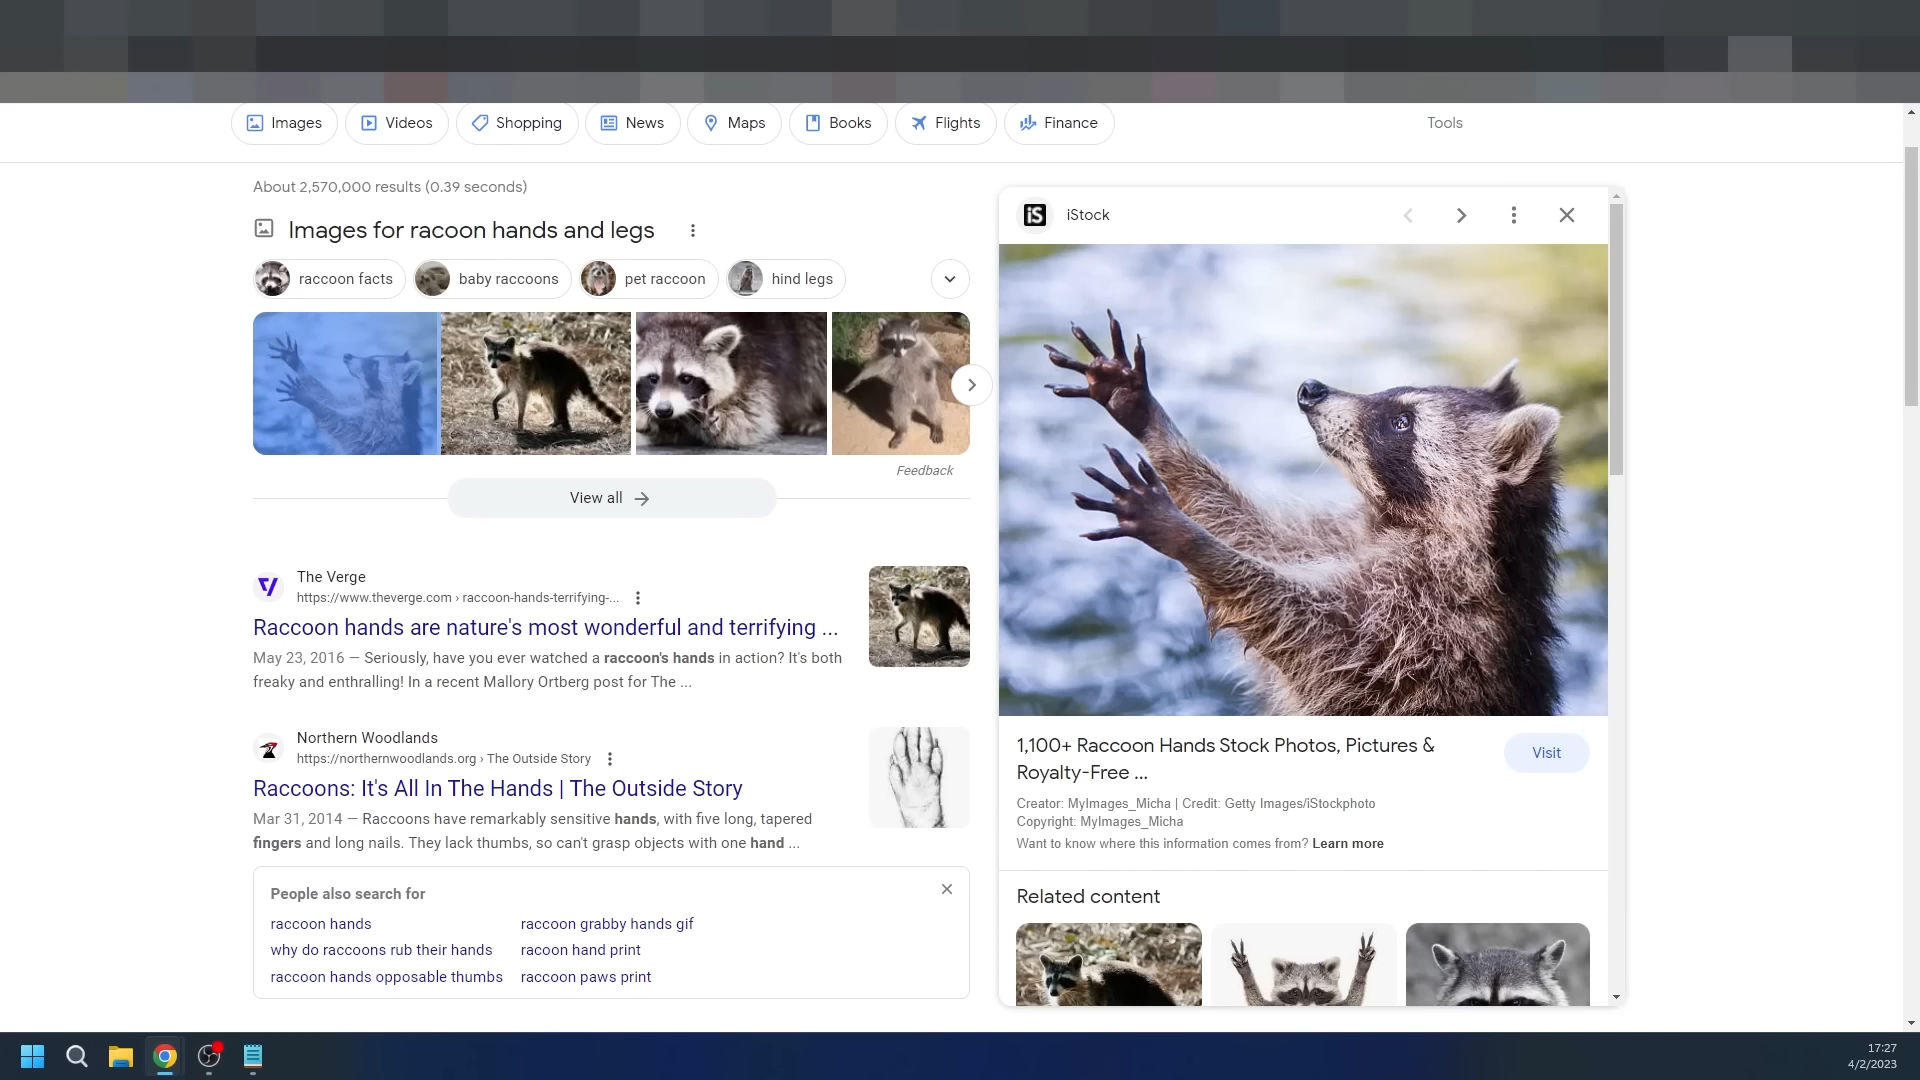 Images
Videos
Shopping
News
Maps
Books
Flights
Finance
Tools
About 2,570,000 results (0.39 seconds)
Images for racoon hands and legs
raccoon facts
baby raccoons
pet raccoon
hind legs
Feedback
View all
The Verge
https://www.theverge.com › raccoon-hands-terrifying-...
Raccoon hands are nature's most wonderful and terrifying ...
May 23, 2016 — Seriously, have you ever watched a raccoon's hands in action? It's both
freaky and enthralling! In a recent Mallory Ortberg post for The ...
Northern Woodlands
https://northernwoodlands.org › The Outside Story
Raccoons: It's All In The Hands | The Outside Story
Mar 31, 2014 — Raccoons have remarkably sensitive hands, with five long, tapered
fingers and long nails. They lack thumbs, so can't grasp objects with one hand ...
People also search for
raccoon hands
raccoon grabby hands gif
why do raccoons rub their hands
racoon hand print
raccoon hands opposable thumbs
raccoon paws print
iS
iStock
1,100+ Raccoon Hands Stock Photos, Pictures &
Royalty-Free ...
Visit
Creator: MyImages_Micha | Credit: Getty Images/iStockphoto
Copyright: MyImages_Micha
Want to know where this information comes from? Learn more
Related content
17:27
4/2/2023